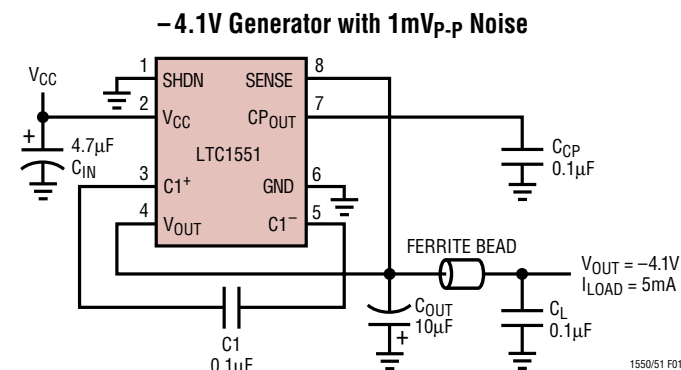 –4.1V Generator with 1mVP-P Noise
VCC
1
SHDN
SENSE
8
2
VCC
CPOUT
7
+
4.7µF
CIN
LTC1551
CCP
0.1µF
3
C1+
GND
6
4
VOUT
C1–
5
FERRITE BEAD
VOUT = –4.1V
ILOAD = 5mA
COUT
10µF
+
CL
0.1µF
C1
0.1µF
1550/51 F01